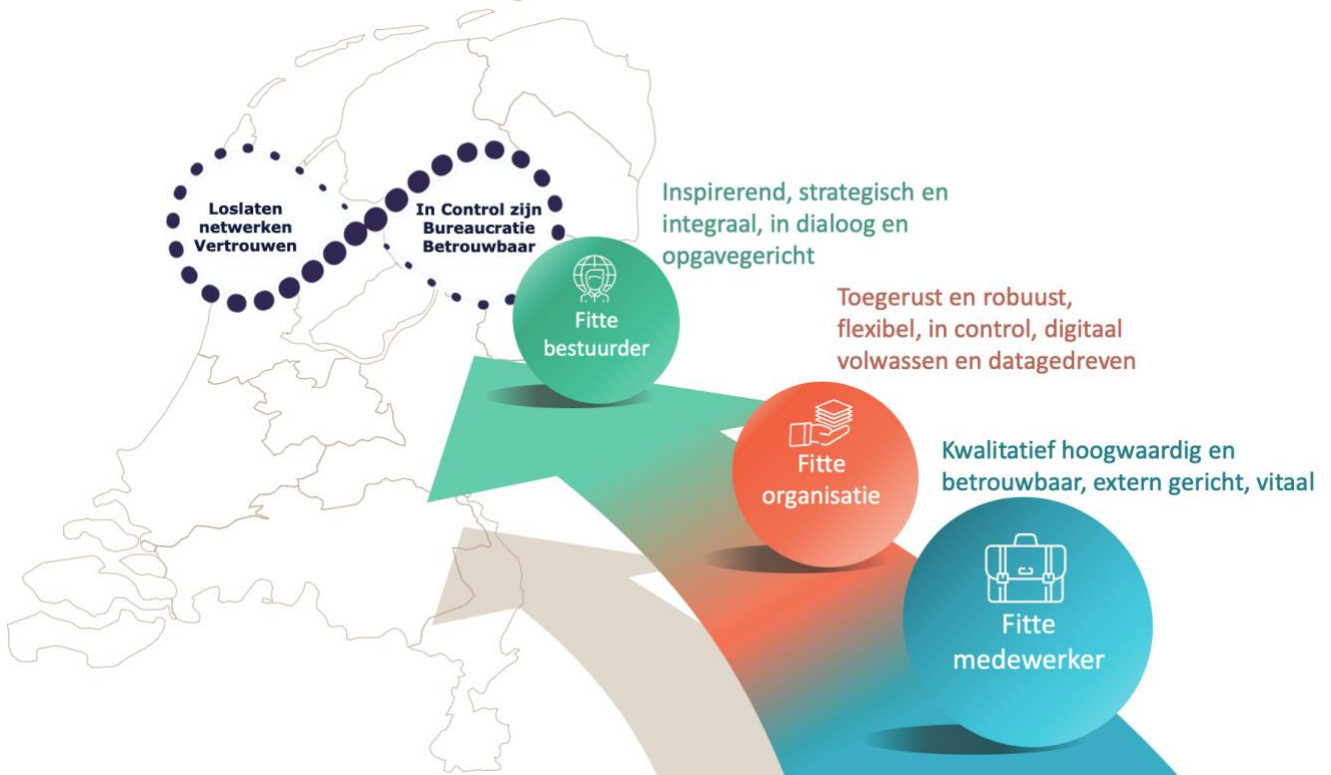 Loslaten
netwerken
Vertrouwen
In Control zijn
Bureaucratie
Betrouwbaar
Inspirerend, strategisch en
integraal, in dialoog en
opgavegericht
Fitte
bestuurder
Toegerust en robuust,
flexibel, in control, digitaal
volwassen en datagedreven
Fitte
organisatie
Kwalitatief hoogwaardig en
betrouwbaar, extern gericht, vitaal
Fitte
medewerker